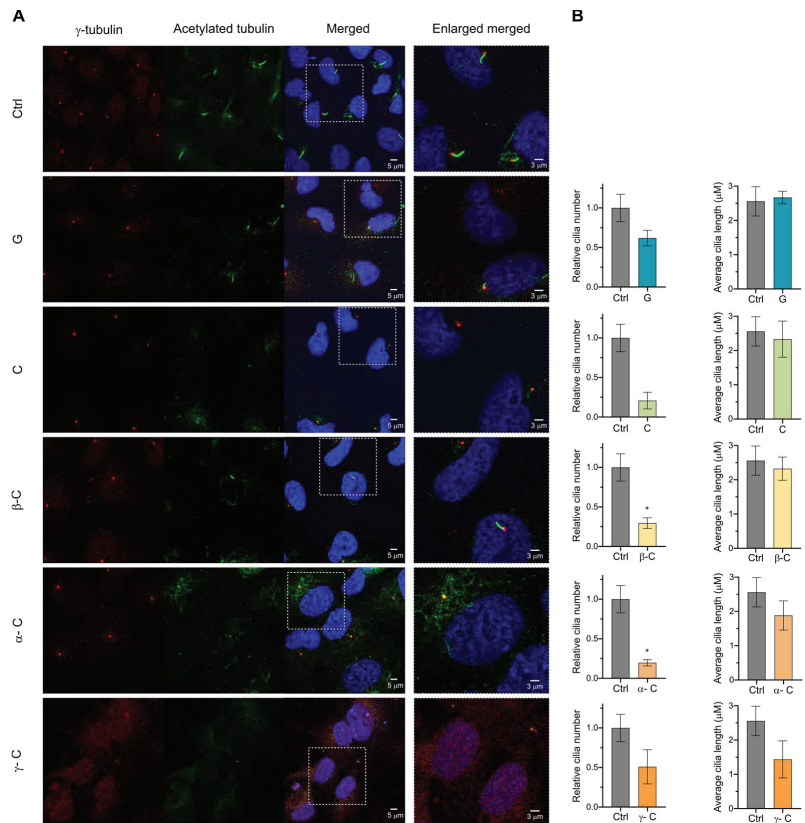 A
B
γ-tubulin Acetylated tubulin Merged Enlarged merged
Ctrl
5 μm
3 μm
G
5 μm
3 μm
Relative cilia number
1.0
0.5
0.0
Ctrl G
Average cilia length (μM)
3
2
1
0
Ctrl G
C
5 μm
3 μm
Relative cilia number
1.0
0.5
0.0
Ctrl C
Average cilia length (μM)
3
2
1
0
Ctrl C
β-C
5 μm
3 μm
Relative cilia number
1.0
0.5
0.0
*
Ctrl β-C
Average cilia length (μM)
3
2
1
0
Ctrl β-C
α- C
5 μm
3 μm
Relative cilia number
1.0
0.5
0.0
*
Ctrl α- C
Average cilia length (μM)
3
2
1
0
Ctrl α- C
γ- C
5 μm
3 μm
Relative cilia number
1.0
0.5
0.0
Ctrl γ- C
Average cilia length (μM)
3
2
1
0
Ctrl γ- C